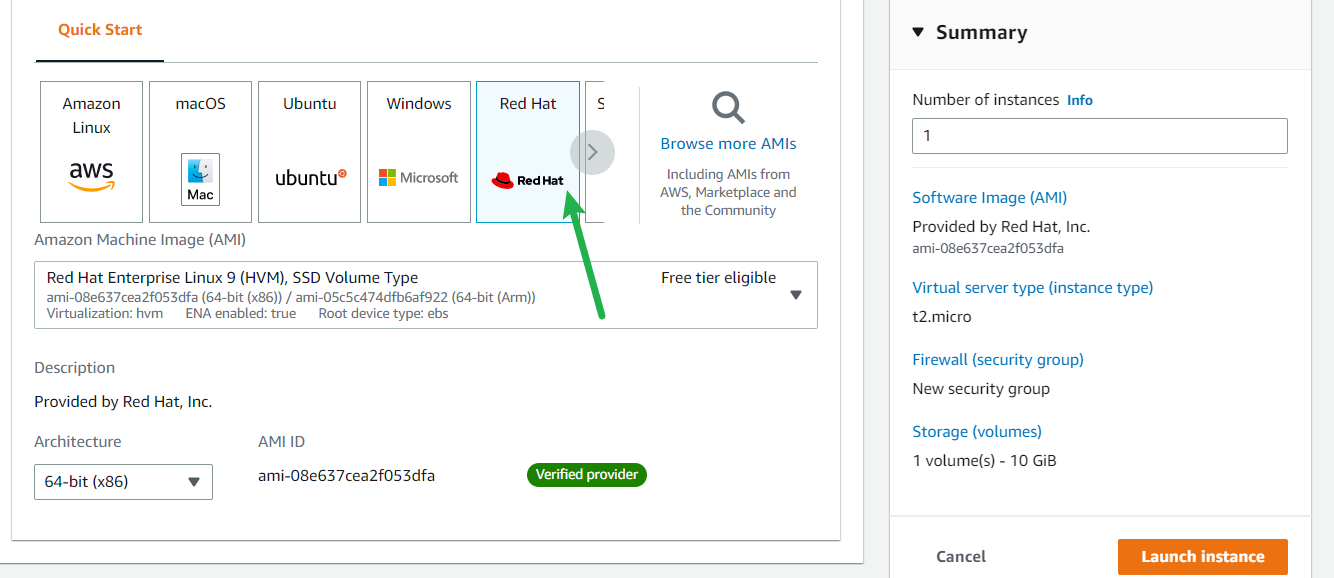 Quick Start
Amazon
Linux
aws
macOS
Mac
Ubuntu
ubuntu
Windows
Microsoft
Red Hat
Red Hat
S
Browse more AMIs
Including AMIs from
AWS, Marketplace and
the Community
Amazon Machine Image (AMI)
Red Hat Enterprise Linux 9 (HVM), SSD Volume Type
Free tier eligible
ami-08e637cea2f053dfa (64-bit (x86)) / ami-05c5c474dfb6af922 (64-bit (Arm))
Virtualization: hvm ENA enabled: true Root device type: ebs
Description
Provided by Red Hat, Inc.
Architecture
AMI ID
64-bit (x86)
ami-08e637cea2f053dfa
Verified provider
Summary
Number of instances Info
1
Software Image (AMI)
Provided by Red Hat, Inc.
ami-08e637cea2f053dfa
Virtual server type (instance type)
t2.micro
Firewall (security group)
New security group
Storage (volumes)
1 volume(s) - 10 GiB
Cancel
Launch instance